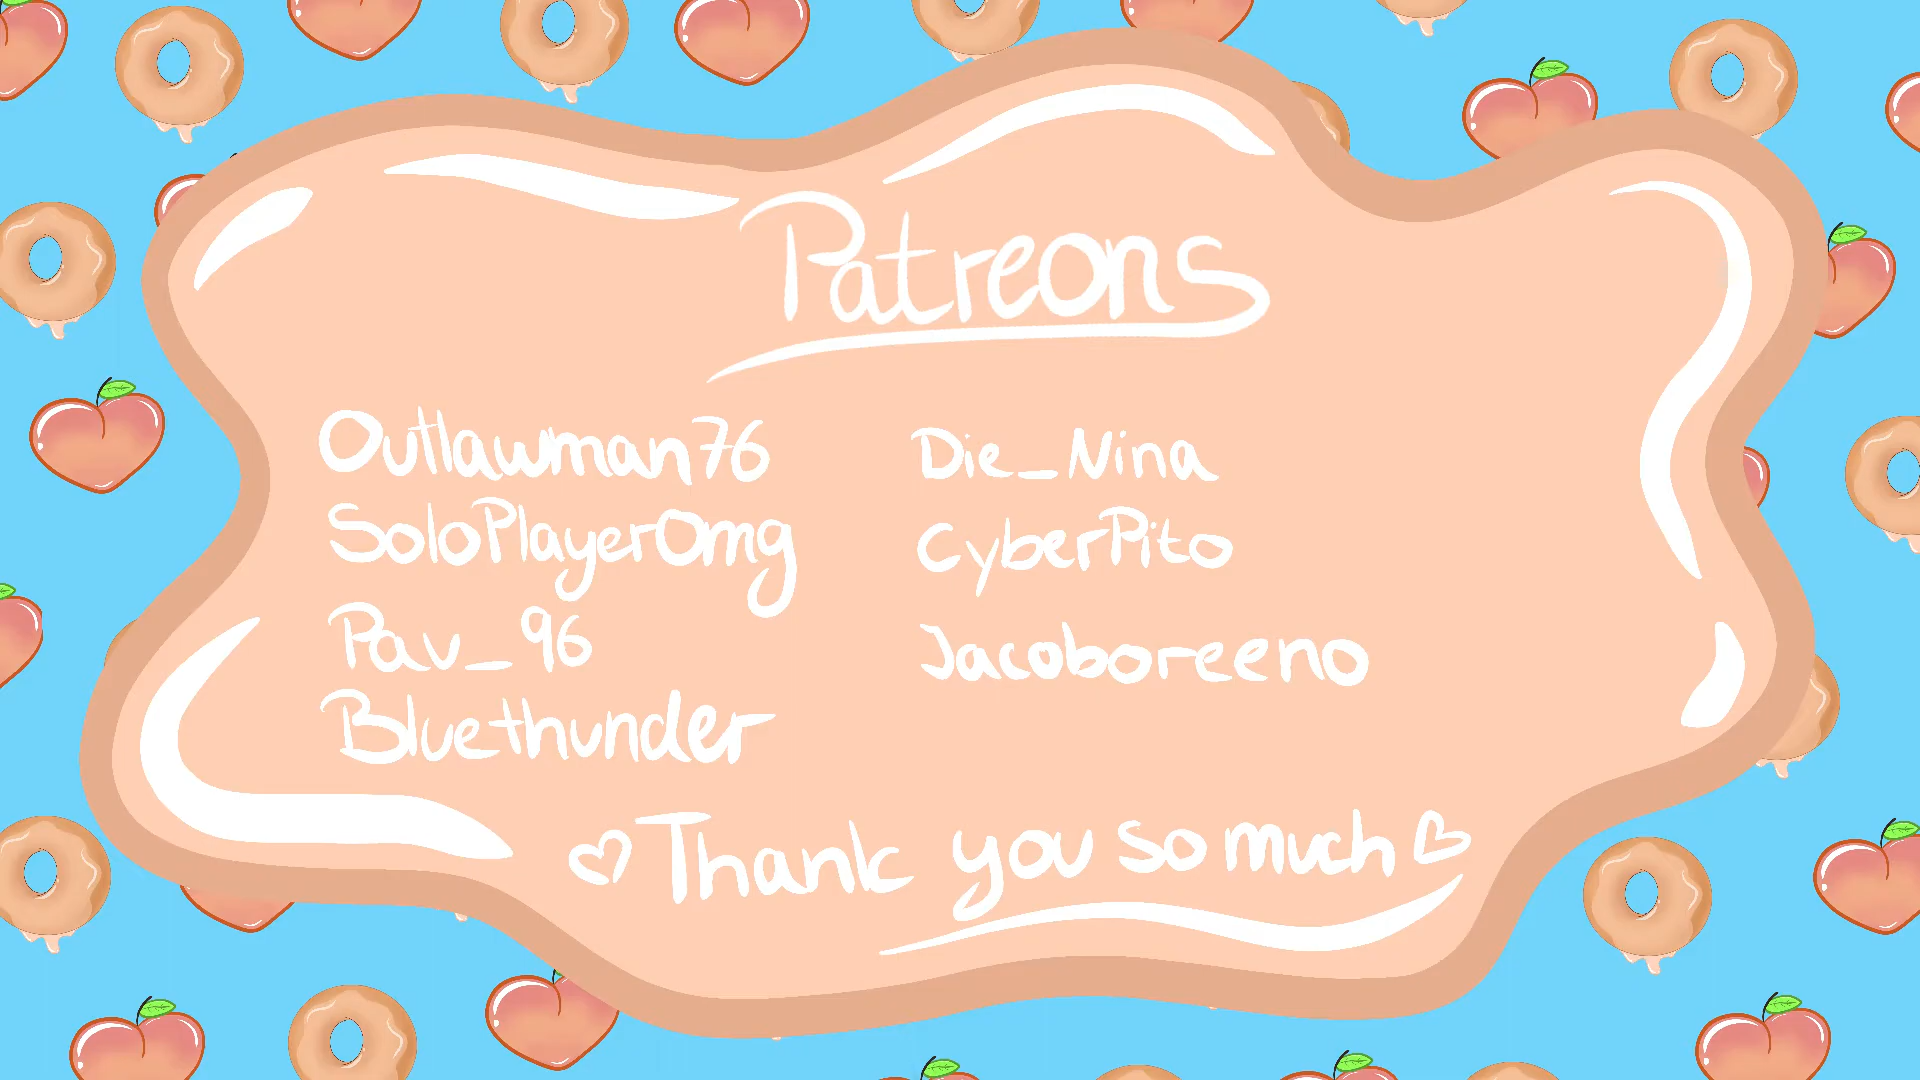 Patreons
Outlawman76
SoloPlayerOmg
Pav_96
Bluethunder
Die_Nina
CyberPito
Jacoboreeno
♡Thank you so much♡